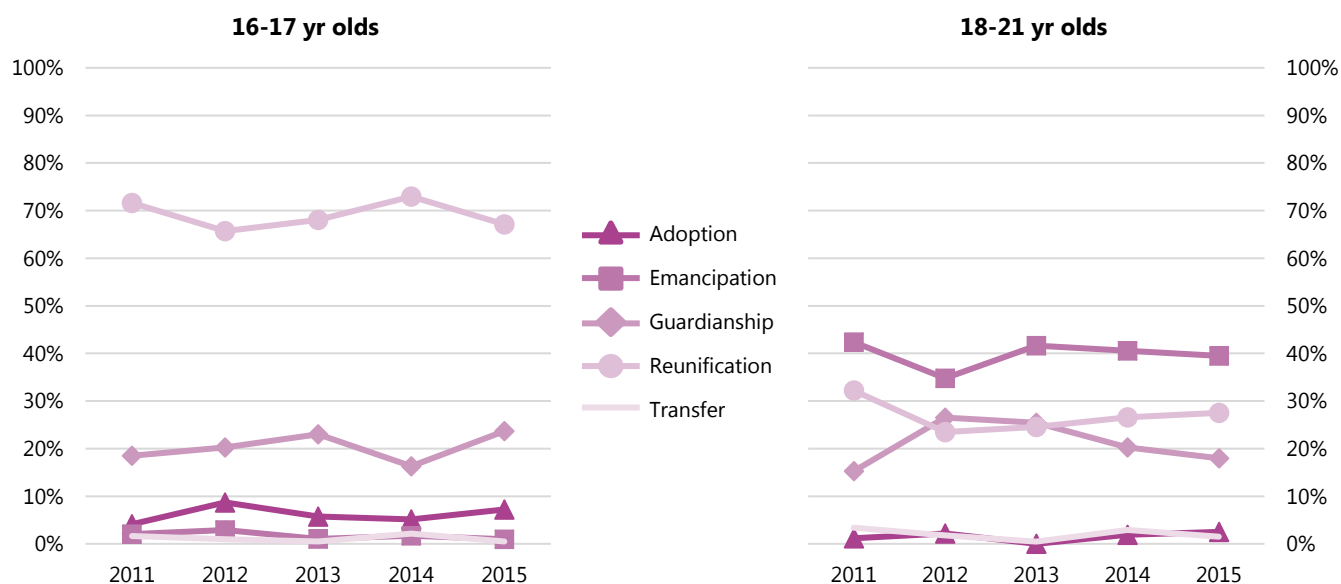 16-17 yr olds
18-21 yr olds
100%
90%
80%
70%
60%
50%
40%
30%
20%
10%
0%
2011 2012 2013 2014 2015
Adoption
Emancipation
Guardianship
Reunification
Transfer
100%
90%
80%
70%
60%
50%
40%
30%
20%
10%
0%
2011 2012 2013 2014 2015